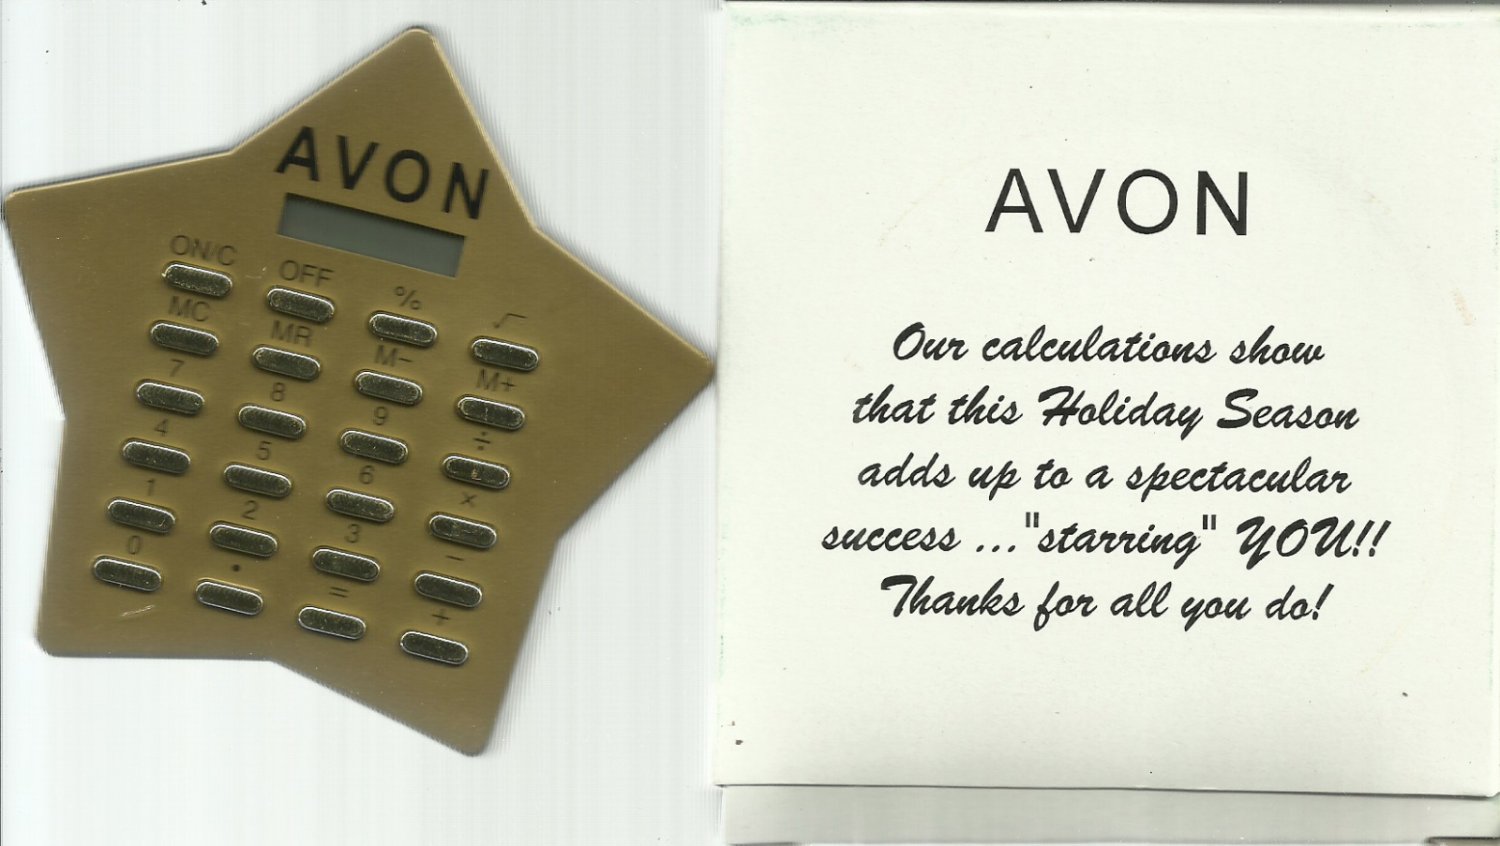 AVON
ON/C OFF % √
MC MR M− M+
7 8 9 ÷
4 5 6 ×
1 2 3 −
0 . = +
AVON
Our calculations show
that this Holiday Season
adds up to a spectacular
success ..."starring" YOU!!
Thanks for all you do!